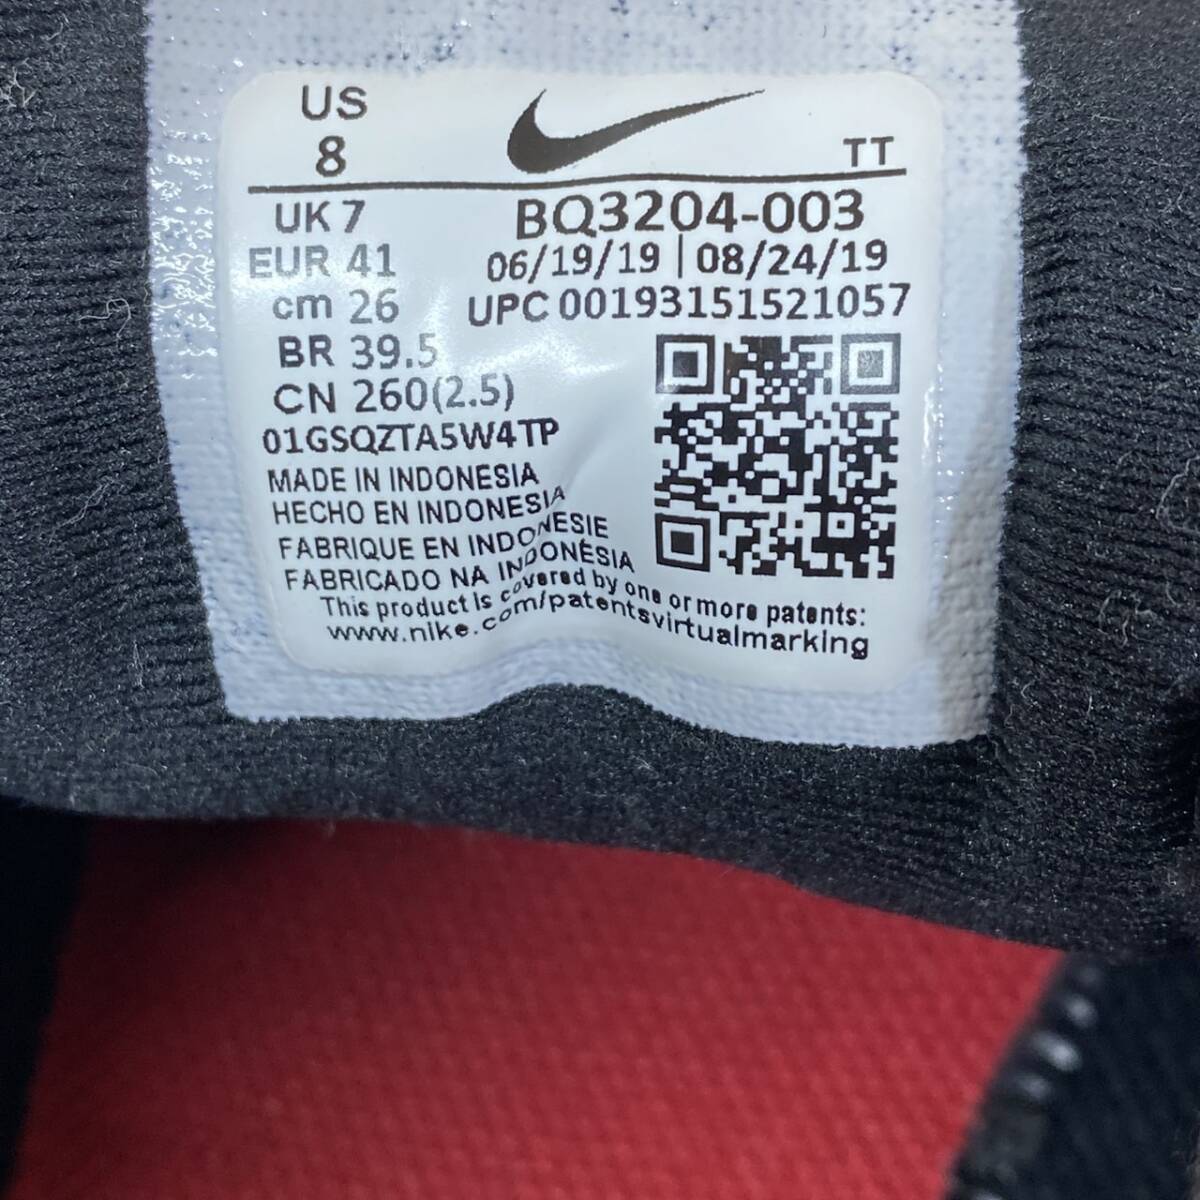 US
8
TT
UK 7
BQ3204-003
EUR 41
06/19/19 | 08/24/19
cm 26
UPC 00193151521057
BR 39.5
CN 260(2.5)
01GSQZTA5W4TP
MADE IN INDONESIA
HECHO EN INDONESIA
FABRIQUE EN INDONESIE
FABRICADO NA INDONÉSIA
This product is covered by one or more patents:
www.nike.com/patentsvirtualmarking